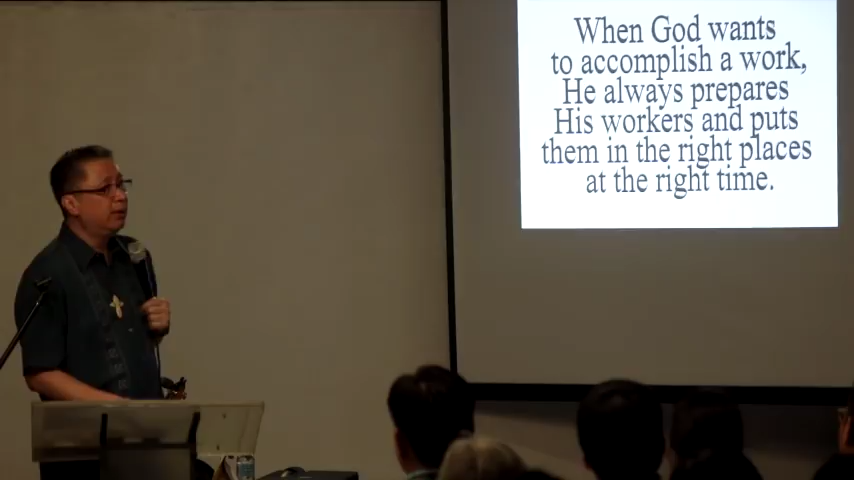 When God wants
to accomplish a work,
He always prepares
His workers and puts
them in the right places
at the right time.